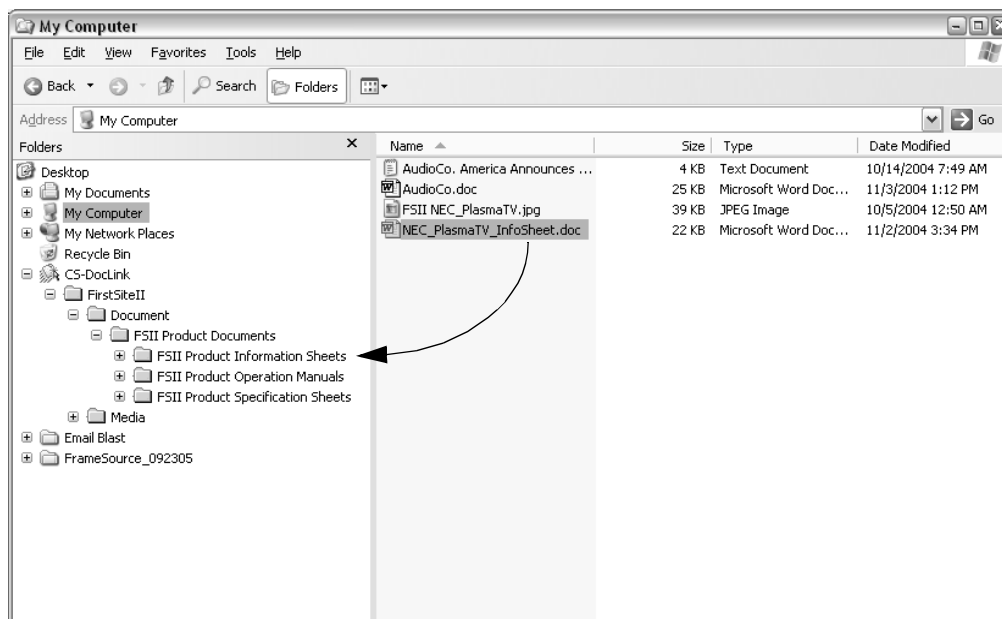 My Computer
File Edit View Favorites Tools Help
Back Search Folders
Address My Computer Go
Folders
Desktop
My Documents
My Computer
My Network Places
Recycle Bin
CS-DocLink
FirstSiteII
Document
FSII Product Documents
FSII Product Information Sheets
FSII Product Operation Manuals
FSII Product Specification Sheets
Media
Email Blast
FrameSource_092305
Name Size Type Date Modified
AudioCo. America Announces ... 4 KB Text Document 10/14/2004 7:49 AM
AudioCo.doc 25 KB Microsoft Word Doc... 11/3/2004 1:12 PM
FSII NEC_PlasmaTV.jpg 39 KB JPEG Image 10/5/2004 12:50 AM
NEC_PlasmaTV_InfoSheet.doc 22 KB Microsoft Word Doc... 11/2/2004 3:34 PM